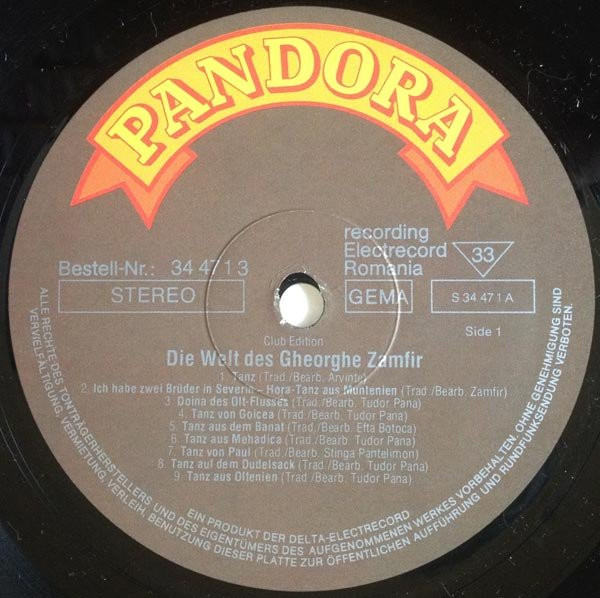 PANDORA
Bestell-Nr.: 34 47 1 3
STEREO
recording
Electrecord
Romania
33
GEMA
S 34 47 1 A
Side 1
Club Edition
Die Welt des Gheorghe Zamfir
1. Tanz (Trad./Bearb. Arvinte)
2. Ich habe zwei Brüder in Severin – Hora-Tanz aus Muntenien (Trad./Bearb. Zamfir)
3. Doina des Olt-Flusses (Trad./Bearb. Tudor Pana)
4. Tanz von Goicea (Trad./Bearb. Tudor Pana)
5. Tanz aus dem Banat (Trad./Bearb. Efta Botoca)
6. Tanz aus Mehadica (Trad./Bearb. Tudor Pana)
7. Tanz von Paul (Trad./Bearb. Stinga Pantelimon)
8. Tanz auf dem Dudelsack (Trad./Bearb. Tudor Pana)
9. Tanz aus Oltenien (Trad./Bearb. Tudor Pana)
EIN PRODUKT DER DELTA-ELECTRECORD
ALLE RECHTE DES TONTRÄGERHERSTELLERS UND DES EIGENTÜMERS DES AUFGENOMMENEN WERKES VORBEHALTEN. OHNE GENEHMIGUNG SIND
VERVIELFÄLTIGUNG, VERMIETUNG, VERLEIH, BENUTZUNG DIESER PLATTE ZUR ÖFFENTLICHEN AUFFÜHRUNG UND RUNDFUNKSENDUNG VERBOTEN.